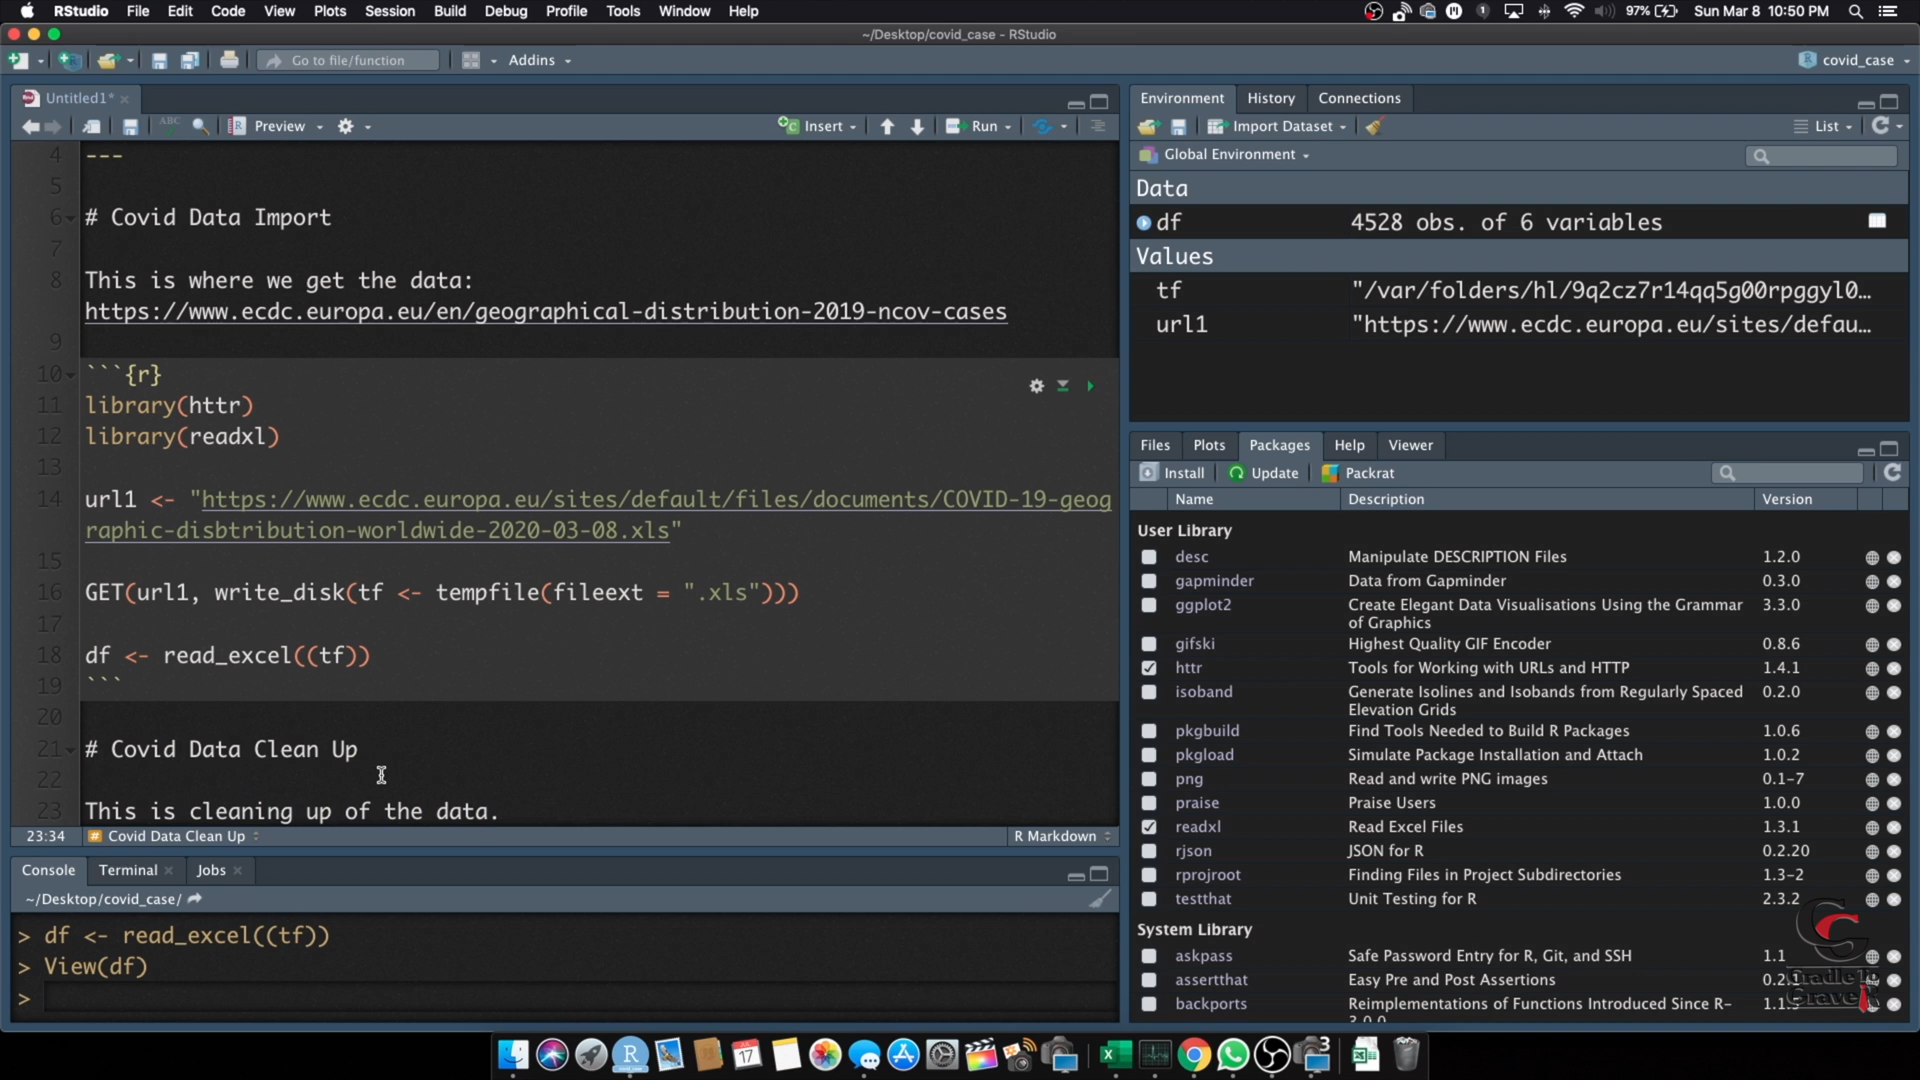 RStudio File Edit Code View Plots Session Build Debug Profile Tools Window Help
97% Sun Mar 8 10:50 PM
~/Desktop/covid_case - RStudio
Go to file/function Addins covid_case
Untitled1*
ABC Preview Insert Run
4 ---
5
6 # Covid Data Import
7
8 This is where we get the data:
https://www.ecdc.europa.eu/en/geographical-distribution-2019-ncov-cases
9
10 ```{r}
11 library(httr)
12 library(readxl)
13
14 url1 <- "https://www.ecdc.europa.eu/sites/default/files/documents/COVID-19-geog
raphic-disbtribution-worldwide-2020-03-08.xls"
15
16 GET(url1, write_disk(tf <- tempfile(fileext = ".xls")))
17
18 df <- read_excel((tf))
19 ```
20
21 # Covid Data Clean Up
22
23 This is cleaning up of the data.
23:34 # Covid Data Clean Up R Markdown
Console Terminal Jobs
~/Desktop/covid_case/
> df <- read_excel((tf))
> View(df)
>
Environment History Connections
Import Dataset List
Global Environment
Data
df 4528 obs. of 6 variables
Values
tf "/var/folders/hl/9q2cz7r14qq5g00rpggyl0…
url1 "https://www.ecdc.europa.eu/sites/defau…
Files Plots Packages Help Viewer
Install Update Packrat
Name Description Version
User Library
desc Manipulate DESCRIPTION Files 1.2.0
gapminder Data from Gapminder 0.3.0
ggplot2 Create Elegant Data Visualisations Using the Grammar 3.3.0
of Graphics
gifski Highest Quality GIF Encoder 0.8.6
httr Tools for Working with URLs and HTTP 1.4.1
isoband Generate Isolines and Isobands from Regularly Spaced 0.2.0
Elevation Grids
pkgbuild Find Tools Needed to Build R Packages 1.0.6
pkgload Simulate Package Installation and Attach 1.0.2
png Read and write PNG images 0.1-7
praise Praise Users 1.0.0
readxl Read Excel Files 1.3.1
rjson JSON for R 0.2.20
rprojroot Finding Files in Project Subdirectories 1.3-2
testthat Unit Testing for R 2.3.2
System Library
askpass Safe Password Entry for R, Git, and SSH 1.1
assertthat Easy Pre and Post Assertions 0.2.1
backports Reimplementations of Functions Introduced Since R-
17
3